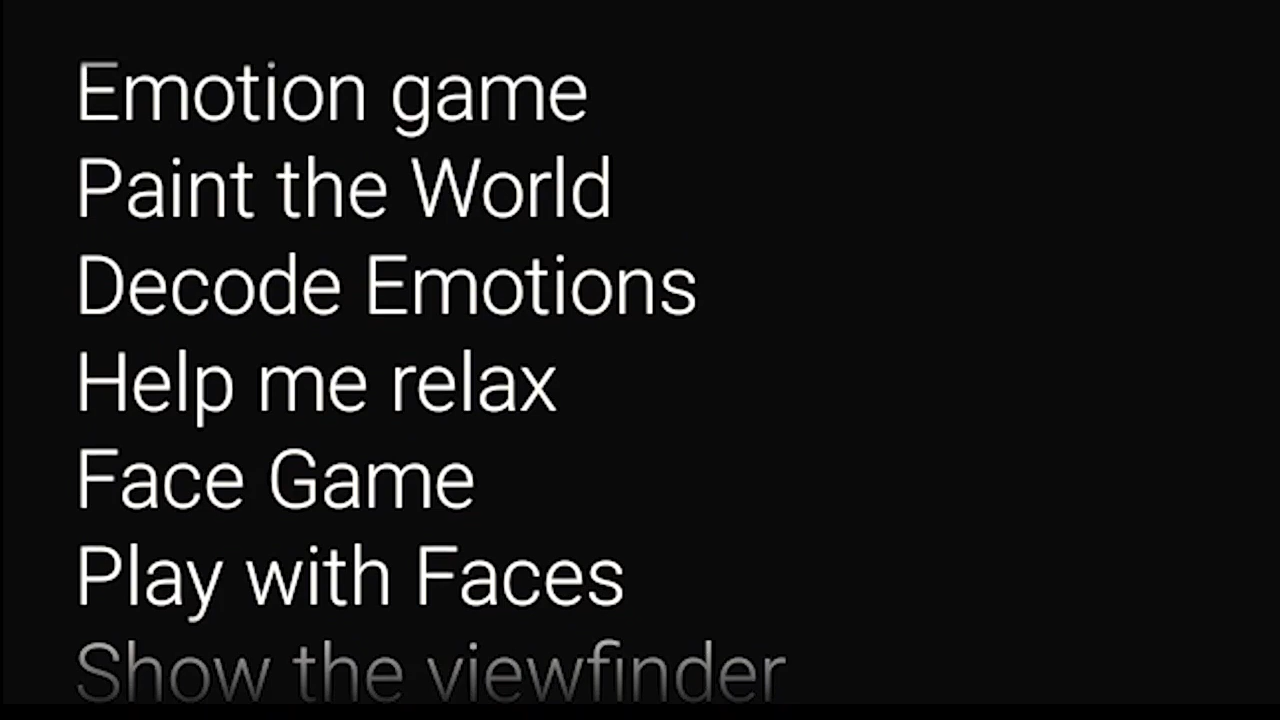 Emotion game
Paint the World
Decode Emotions
Help me relax
Face Game
Play with Faces
Show the viewfinder